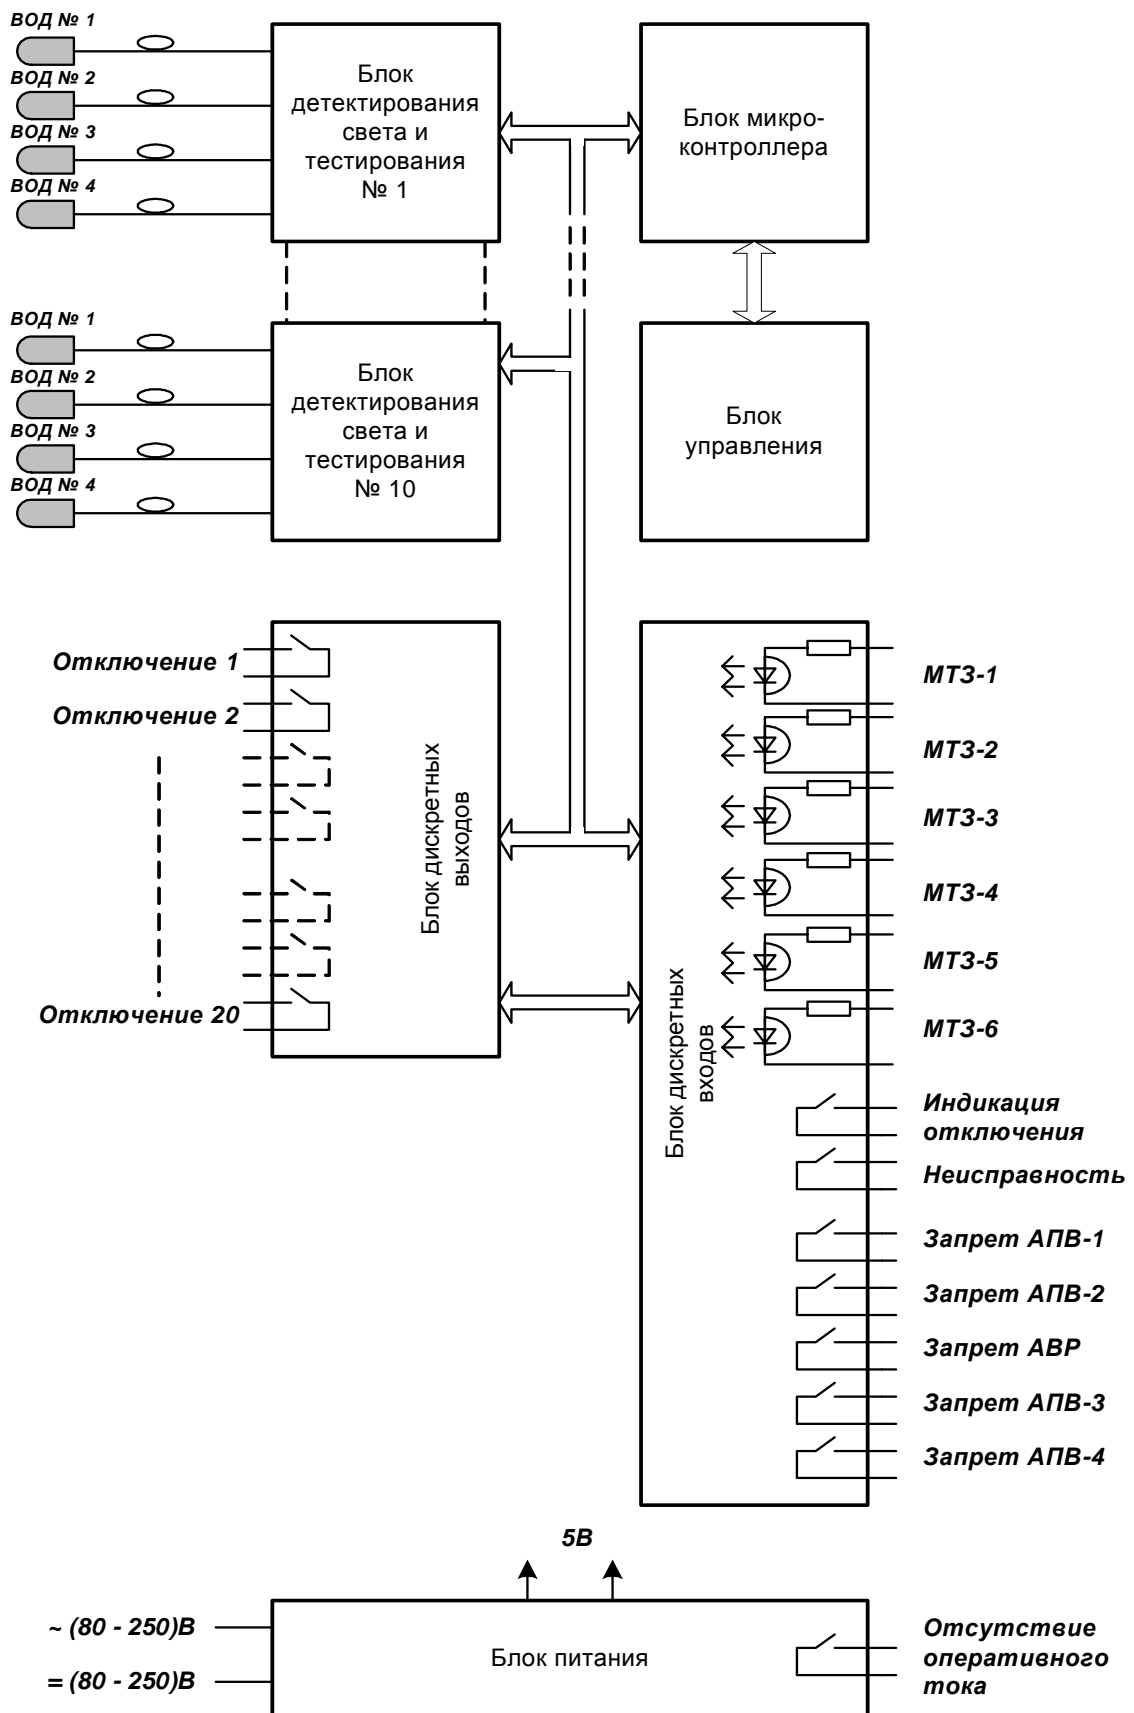 ВОД № 1
ВОД № 2
ВОД № 3
ВОД № 4
Блок
детектирования
света и
тестирования
№ 1
Блок микро-
контроллера
ВОД № 1
ВОД № 2
ВОД № 3
ВОД № 4
Блок
детектирования
света и
тестирования
№ 10
Блок
управления
Отключение 1
Отключение 2
Отключение 20
Блок дискретных
выходов
Блок дискретных
входов
МТЗ-1
МТЗ-2
МТЗ-3
МТЗ-4
МТЗ-5
МТЗ-6
Индикация
отключения
Неисправность
Запрет АПВ-1
Запрет АПВ-2
Запрет АВР
Запрет АПВ-3
Запрет АПВ-4
5В
~ (80 - 250)В
= (80 - 250)В
Блок питания
Отсутствие
оперативного
тока